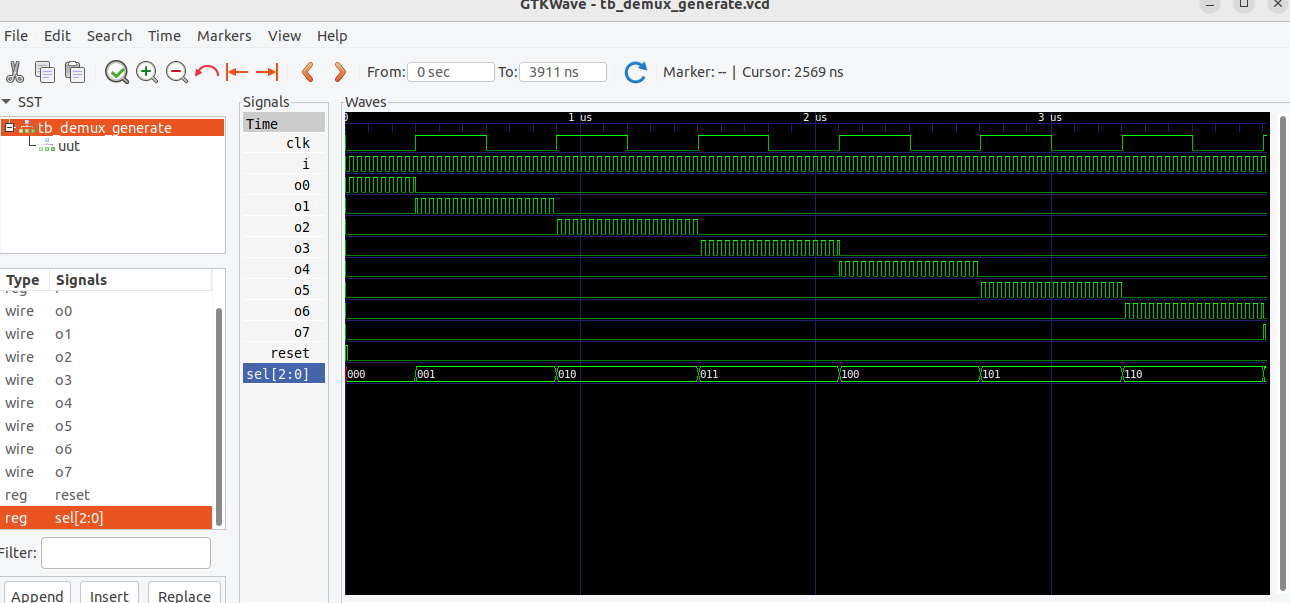 GTKWave - tb_demux_generate.vcd
File Edit Search Time Markers View Help
From: 0 sec To: 3911 ns Marker: -- | Cursor: 2569 ns
SST
tb_demux_generate
uut
Type Signals
wire o0
wire o1
wire o2
wire o3
wire o4
wire o5
wire o6
wire o7
reg reset
reg sel[2:0]
Filter:
Append Insert Replace
Signals
Time
clk
i
o0
o1
o2
o3
o4
o5
o6
o7
reset
sel[2:0]
Waves
1 us 2 us 3 us
000 001 010 011 100 101 110